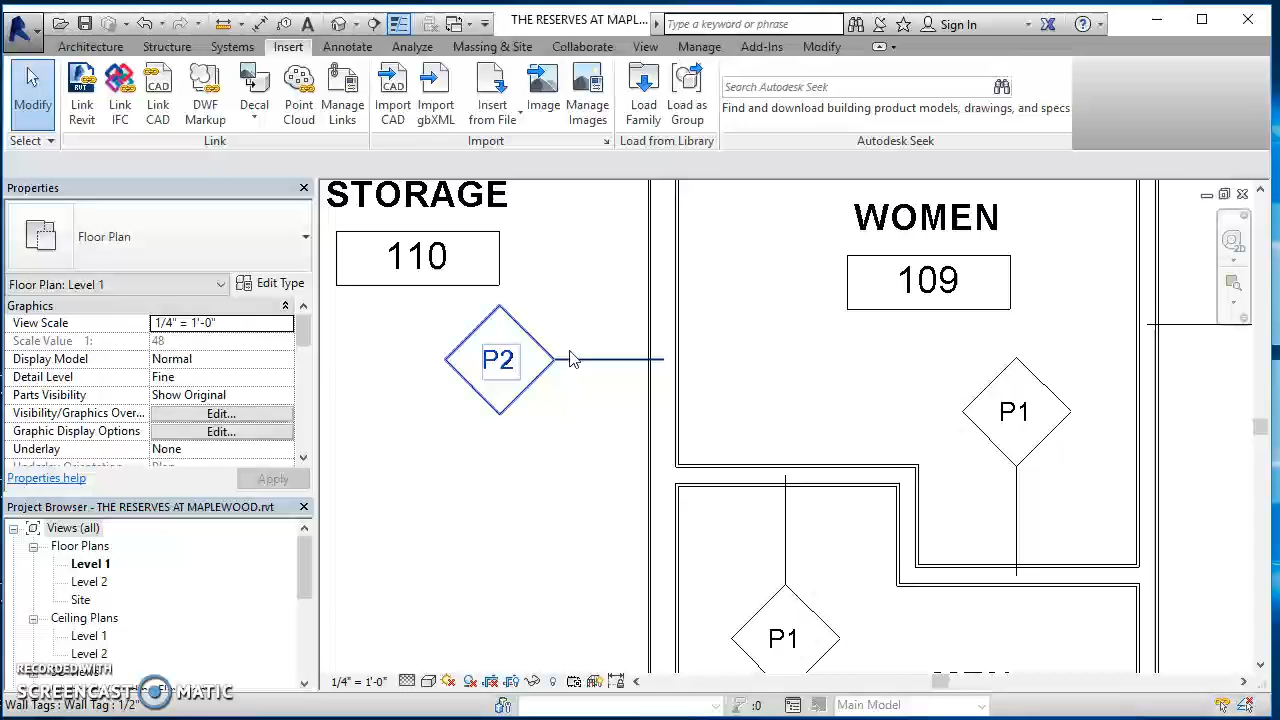 THE RESERVES AT MAPLE...
Type a keyword or phrase
Sign In
Architecture Structure Systems Insert Annotate Analyze Massing & Site Collaborate View Manage Add-Ins Modify
Modify
Link Revit
Link IFC
Link CAD
DWF Markup
Decal
Point Cloud
Manage Links
Import CAD
Import gbXML
Insert from File
Image
Manage Images
Load Family
Load as Group
Search Autodesk Seek
Find and download building product models, drawings, and specs
Select
Link
Import
Load from Library
Autodesk Seek
Properties
Floor Plan
Floor Plan: Level 1
Edit Type
Graphics
View Scale 1/4" = 1'-0"
Scale Value 1: 48
Display Model Normal
Detail Level Fine
Parts Visibility Show Original
Visibility/Graphics Over... Edit...
Graphic Display Options Edit...
Underlay None
Underlay Orientation Plan
Properties help
Apply
Project Browser - THE RESERVES AT MAPLEWOOD.rvt
Views (all)
Floor Plans
Level 1
Level 2
Site
Ceiling Plans
Level 1
Level 2
RECORDED WITH
SCREENCAST MATIC
Wall Tags : Wall Tag : 1/2"
STORAGE
110
P2
WOMEN
109
P1
P1
2D
1/4" = 1'-0"
:0
Main Model